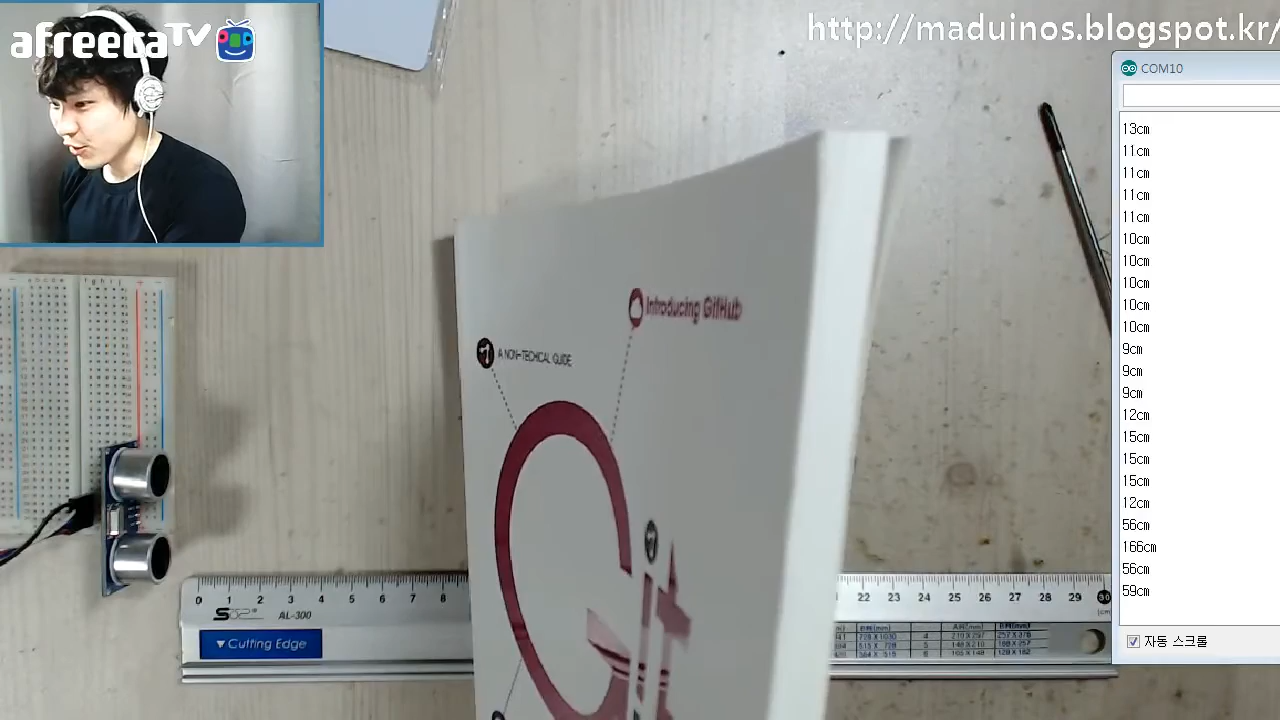 afreecaTV
http://maduinos.blogspot.kr/
COM10
13cm
11cm
11cm
11cm
11cm
10cm
10cm
10cm
10cm
10cm
9cm
9cm
9cm
12cm
15cm
15cm
15cm
12cm
56cm
166cm
56cm
59cm
자동 스크롤
Introducing GitHub
A NON-TECHICAL GUIDE
Git
0 1 2 3 4 5 6 7 8 22 23 24 25 26 27 28 29 30
(cm)
AL-300
Cutting Edge